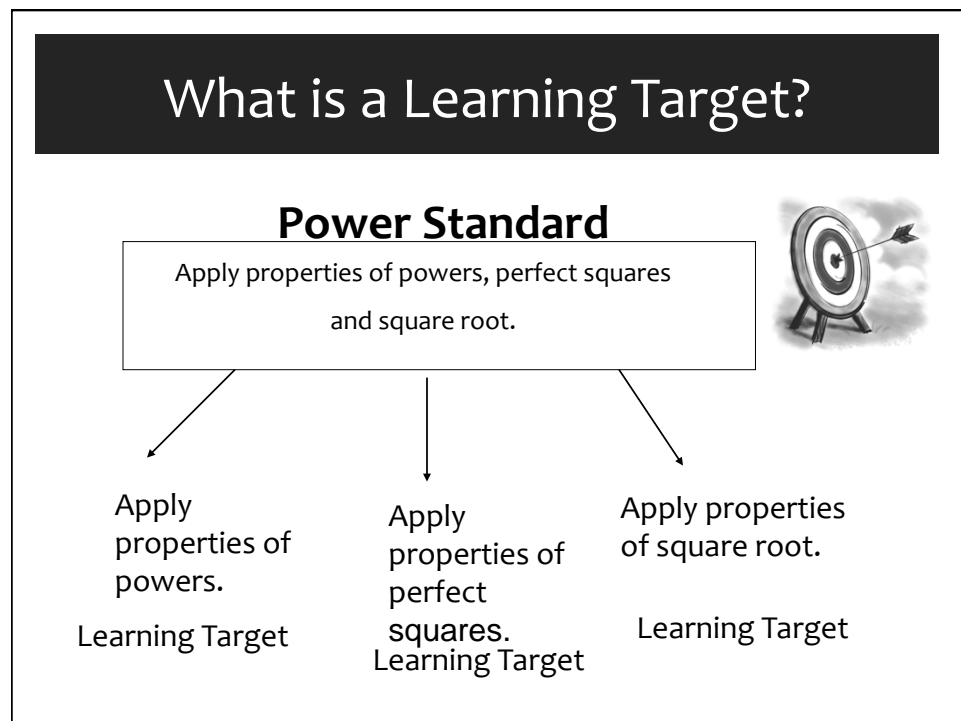 What is a Learning Target?
Power Standard
Apply properties of powers, perfect squares
and square root.
Apply
properties of
powers.
Learning Target
Apply
properties of
perfect
squares.
Learning Target
Apply properties
of square root.
Learning Target